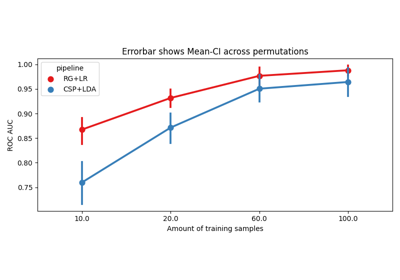 Errorbar shows Mean-CI across permutations
pipeline
RG+LR
CSP+LDA
ROC AUC
1.00
0.95
0.90
0.85
0.80
0.75
10.0 20.0 60.0 100.0
Amount of training samples